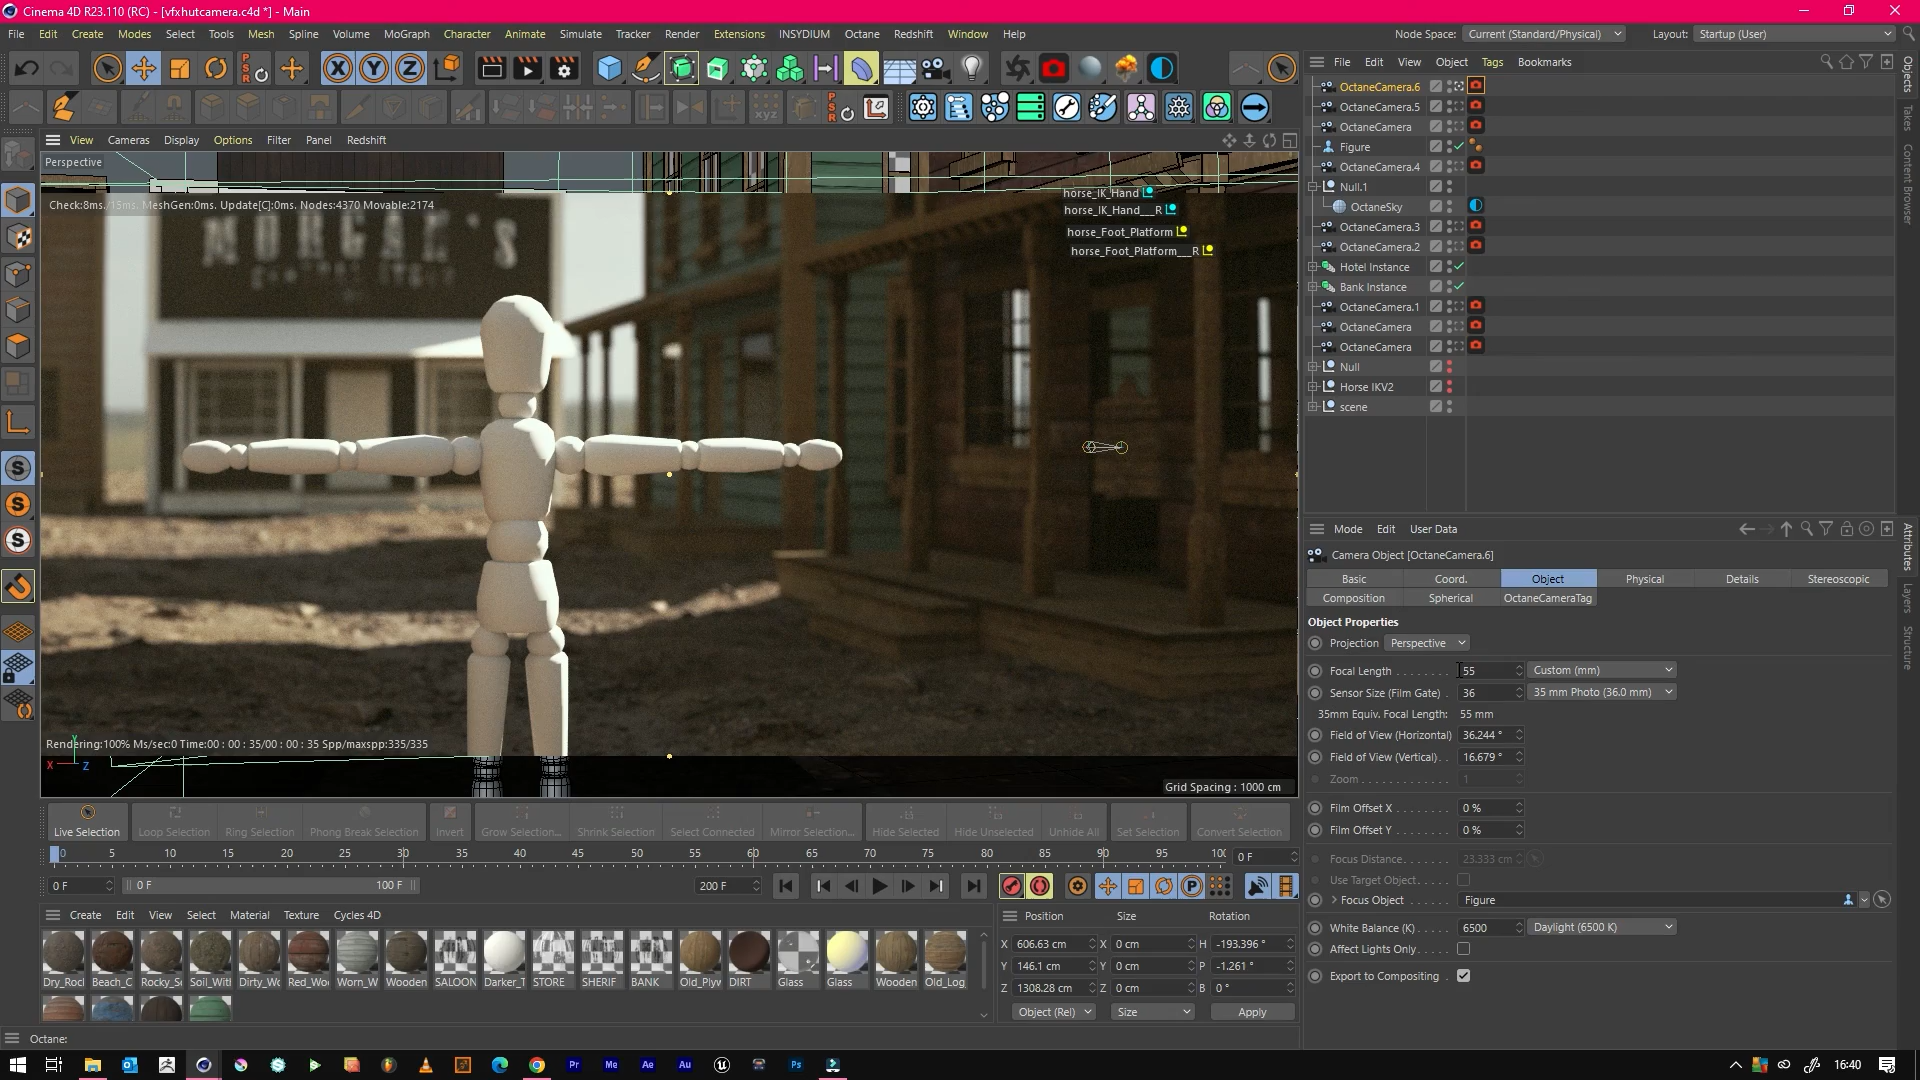 Cinema 4D R23.110 (RC) - [vfxhutcamera.c4d *] - Main
File Edit Create Modes Select Tools Mesh Spline Volume MoGraph Character Animate Simulate Tracker Render Extensions INSYDIUM Octane Redshift Window Help
Node Space: Current (Standard/Physical) Layout: Startup (User)
File Edit View Object Tags Bookmarks
View Cameras Display Options Filter Panel Redshift
Perspective
Check:8ms./15ms. MeshGen:0ms. Update[C]:0ms. Nodes:4370 Movable:2174
horse_IK_Hand
horse_IK_Hand___R
horse_Foot_Platform
horse_Foot_Platform___R
Rendering:100% Ms/sec:0 Time:00 : 00 : 35/00 : 00 : 35 Spp/maxspp:335/335
Grid Spacing : 1000 cm
Y
X Z
OctaneCamera.6
OctaneCamera.5
OctaneCamera
Figure
OctaneCamera.4
Null.1
OctaneSky
OctaneCamera.3
OctaneCamera.2
Hotel Instance
Bank Instance
OctaneCamera.1
OctaneCamera
OctaneCamera
Null
Horse IKV2
scene
Objects
Takes
Content Browser
Attributes
Layers
Structure
Mode Edit User Data
Camera Object [OctaneCamera.6]
Basic Coord. Object Physical Details Stereoscopic
Composition Spherical OctaneCameraTag
Object Properties
Projection Perspective
Focal Length . . . . . . . . 55 Custom (mm)
Sensor Size (Film Gate) . 36 35 mm Photo (36.0 mm)
35mm Equiv. Focal Length: 55 mm
Field of View (Horizontal) 36.244 °
Field of View (Vertical) . . 16.679 °
Zoom . . . . . . . . . . . . . 1
Film Offset X . . . . . . . . 0 %
Film Offset Y . . . . . . . . 0 %
Focus Distance . . . . . . . 23.333 cm
Use Target Object . . . . .
Focus Object . . . . . . Figure
White Balance (K) . . . . 6500 Daylight (6500 K)
Affect Lights Only . . . . .
Export to Compositing .
Live Selection Loop Selection Ring Selection Phong Break Selection Invert Grow Selection... Shrink Selection Select Connected Mirror Selection... Hide Selected Hide Unselected Unhide All Set Selection Convert Selection
0 5 10 15 20 25 30 35 40 45 50 55 60 65 70 75 80 85 90 95 10 0 F
0 F 0 F 100 F 200 F
Create Edit View Select Material Texture Cycles 4D
Dry_Rocl Beach_C Rocky_S Soil_With Dirty_Wo Red_Woo Worn_W Wooden SALOON Darker_T STORE SHERIF BANK Old_Plyw DIRT Glass Glass Wooden Old_Log
Position Size Rotation
X 606.63 cm X 0 cm H -193.396 °
Y 146.1 cm Y 0 cm P -1.261 °
Z 1308.28 cm Z 0 cm B 0 °
Object (Rel) Size Apply
Octane:
16:40